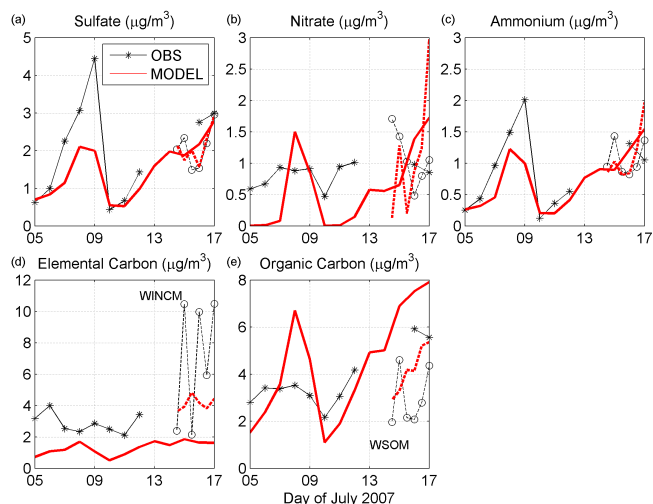 (a) Sulfate (μg/m³)
(b) Nitrate (μg/m³)
(c) Ammonium (μg/m³)
OBS
MODEL
5
4
3
2
1
0
05 09 13 17
3
2.5
2
1.5
1
0.5
0
05 09 13 17
3
2.5
2
1.5
1
0.5
0
05 09 13 17
(d) Elemental Carbon (μg/m³)
(e) Organic Carbon (μg/m³)
WINCM
12
10
8
6
4
2
0
05 09 13 17
WSOM
8
6
4
2
0
05 09 13 17
Day of July 2007